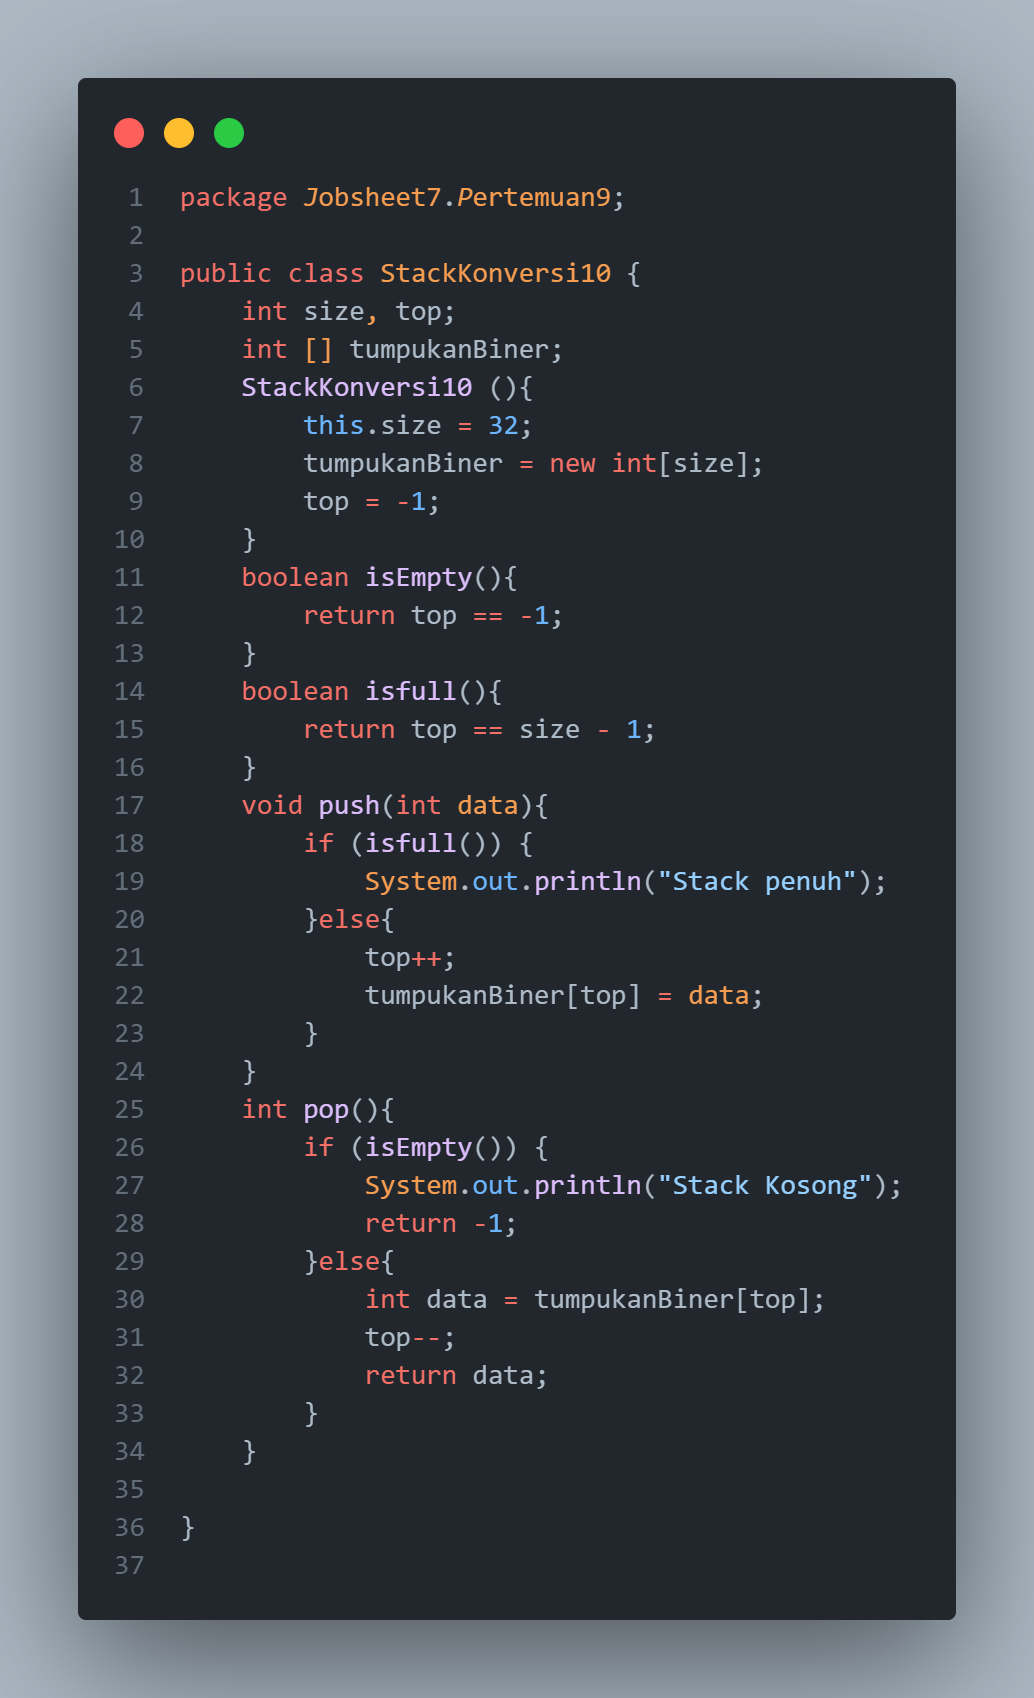 1 package Jobsheet7.Pertemuan9;
2
3 public class StackKonversi10 {
4     int size, top;
5     int [] tumpukanBiner;
6     StackKonversi10 (){
7         this.size = 32;
8         tumpukanBiner = new int[size];
9         top = -1;
10     }
11     boolean isEmpty(){
12         return top == -1;
13     }
14     boolean isfull(){
15         return top == size - 1;
16     }
17     void push(int data){
18         if (isfull()) {
19             System.out.println("Stack penuh");
20         }else{
21             top++;
22             tumpukanBiner[top] = data;
23         }
24     }
25     int pop(){
26         if (isEmpty()) {
27             System.out.println("Stack Kosong");
28             return -1;
29         }else{
30             int data = tumpukanBiner[top];
31             top--;
32             return data;
33         }
34     }
35
36 }
37